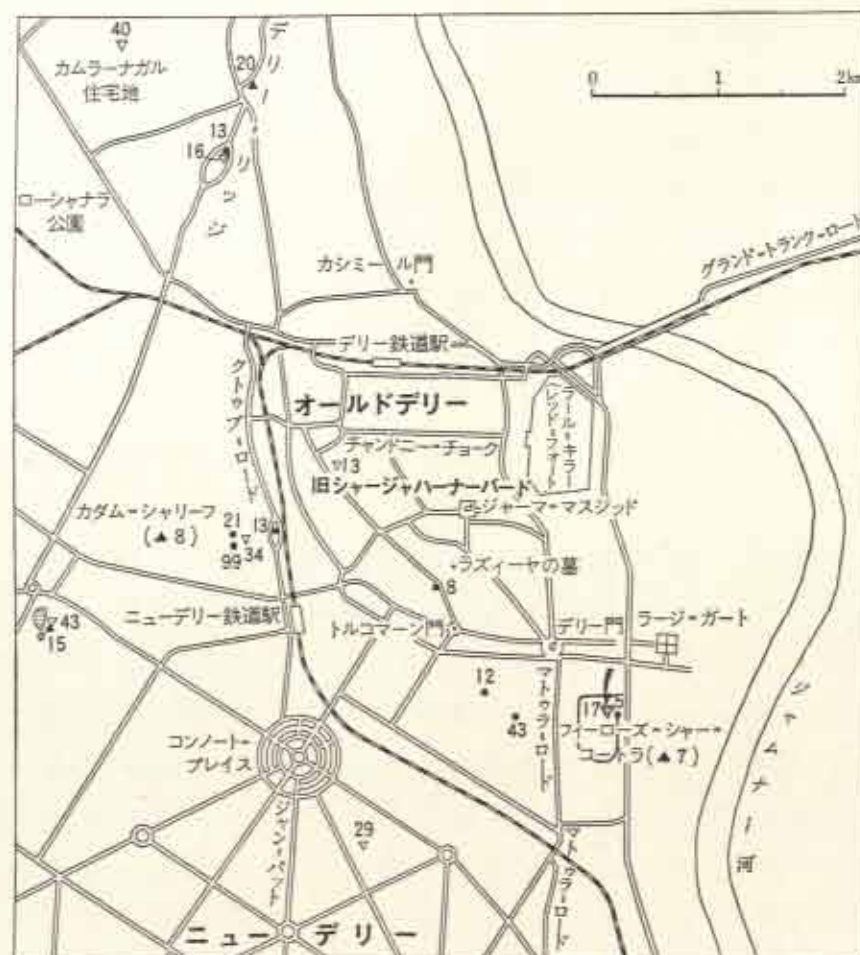 40
▽
カムラーナガル
住宅地
20
▲
デリーリッジ
0 1 2km
13
16
ローシャナラ
公園
グランド=トランク=ロード
カシミール門
デリー鉄道駅
オールドデリー
クトゥブ=ロード
チャンドニー・チョーク
ラール=キラー
レッド=フォート
▽13
旧シャージャハーナーバード
ジャーマ=マスジッド
カダム=シャリーフ
(▲8)
21
13
34
99
ラズィーヤの墓
8
43
15
ニューデリー鉄道駅
トルコマーン門
デリー門
ラージ=ガート
12
43
マトゥラ=ロード
17
フィーローズ=シャー=
コートラ(▲7)
コンノート=
プレイス
ジャンパット
29
▽
マトゥラ=ロード
ジャムナー河
ニューデリー